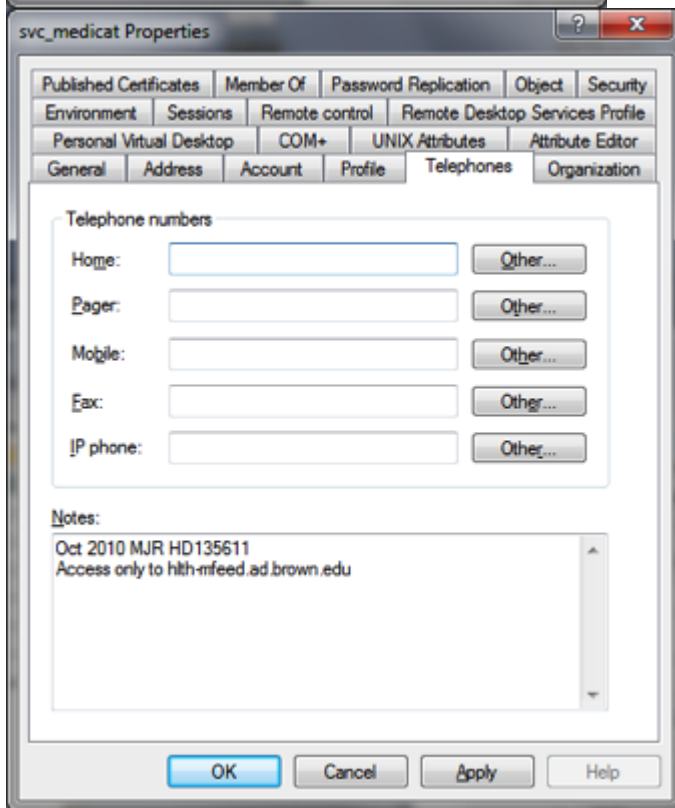 svc_medicat Properties
?
X
Published Certificates Member Of Password Replication Object Security
Environment Sessions Remote control Remote Desktop Services Profile
Personal Virtual Desktop COM+ UNIX Attributes Attribute Editor
General Address Account Profile Telephones Organization
Telephone numbers
Home: Other...
Pager: Other...
Mobile: Other...
Fax: Other...
IP phone: Other...
Notes:
Oct 2010 MJR HD135611
Access only to hlth-mfeed.ad.brown.edu
OK Cancel Apply Help